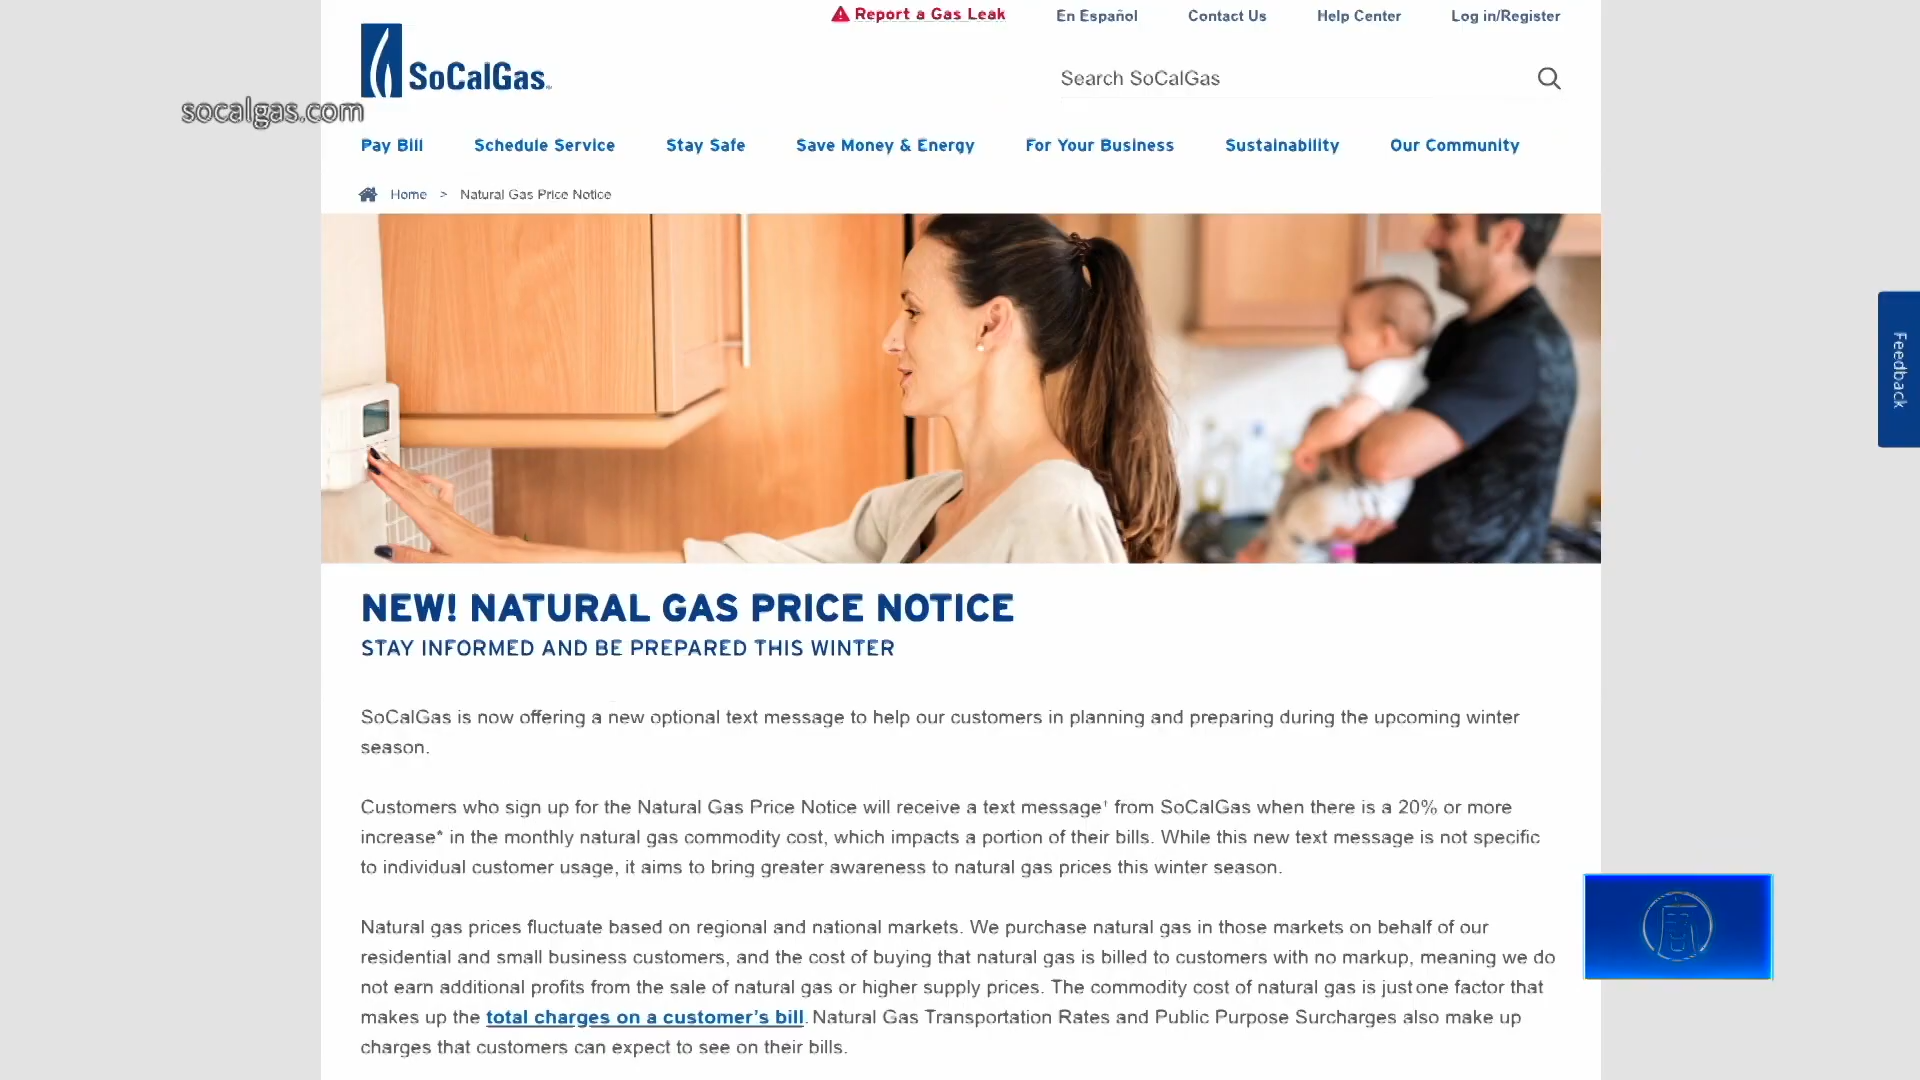 Report a Gas Leak
En Español
Contact Us
Help Center
Log in/Register
SoCalGas
Search SoCalGas
socalgas.com
Pay Bill
Schedule Service
Stay Safe
Save Money & Energy
For Your Business
Sustainability
Our Community
Home > Natural Gas Price Notice
Feedback
NEW! NATURAL GAS PRICE NOTICE
STAY INFORMED AND BE PREPARED THIS WINTER
SoCalGas is now offering a new optional text message to help our customers in planning and preparing during the upcoming winter
season.
Customers who sign up for the Natural Gas Price Notice will receive a text message¹ from SoCalGas when there is a 20% or more
increase* in the monthly natural gas commodity cost, which impacts a portion of their bills. While this new text message is not specific
to individual customer usage, it aims to bring greater awareness to natural gas prices this winter season.
Natural gas prices fluctuate based on regional and national markets. We purchase natural gas in those markets on behalf of our
residential and small business customers, and the cost of buying that natural gas is billed to customers with no markup, meaning we do
not earn additional profits from the sale of natural gas or higher supply prices. The commodity cost of natural gas is just one factor that
makes up the total charges on a customer's bill. Natural Gas Transportation Rates and Public Purpose Surcharges also make up
charges that customers can expect to see on their bills.